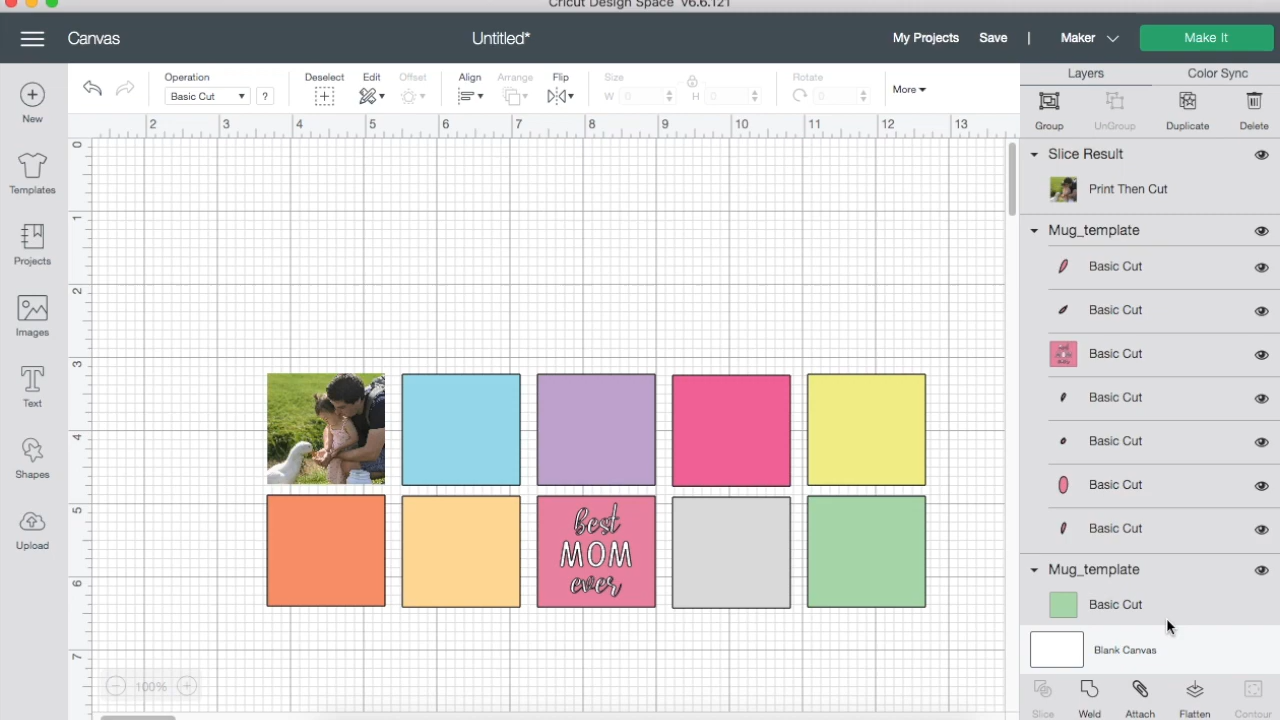 Cricut Design Space v6.6.121
Canvas
Untitled*
My Projects Save | Maker Make It
Operation
Basic Cut ?
Deselect Edit Offset Align Arrange Flip Size W 0 H 0 Rotate 0 More
Layers Color Sync
Group UnGroup Duplicate Delete
2 3 4 5 6 7 8 9 10 11 12 13
0
1
2
3
4
5
6
7
New
Templates
Projects
Images
Text
Shapes
Upload
best
MOM
ever
100%
Slice Result
Print Then Cut
Mug_template
Basic Cut
Basic Cut
Basic Cut
Basic Cut
Basic Cut
Basic Cut
Basic Cut
Mug_template
Basic Cut
Blank Canvas
Slice Weld Attach Flatten Contour